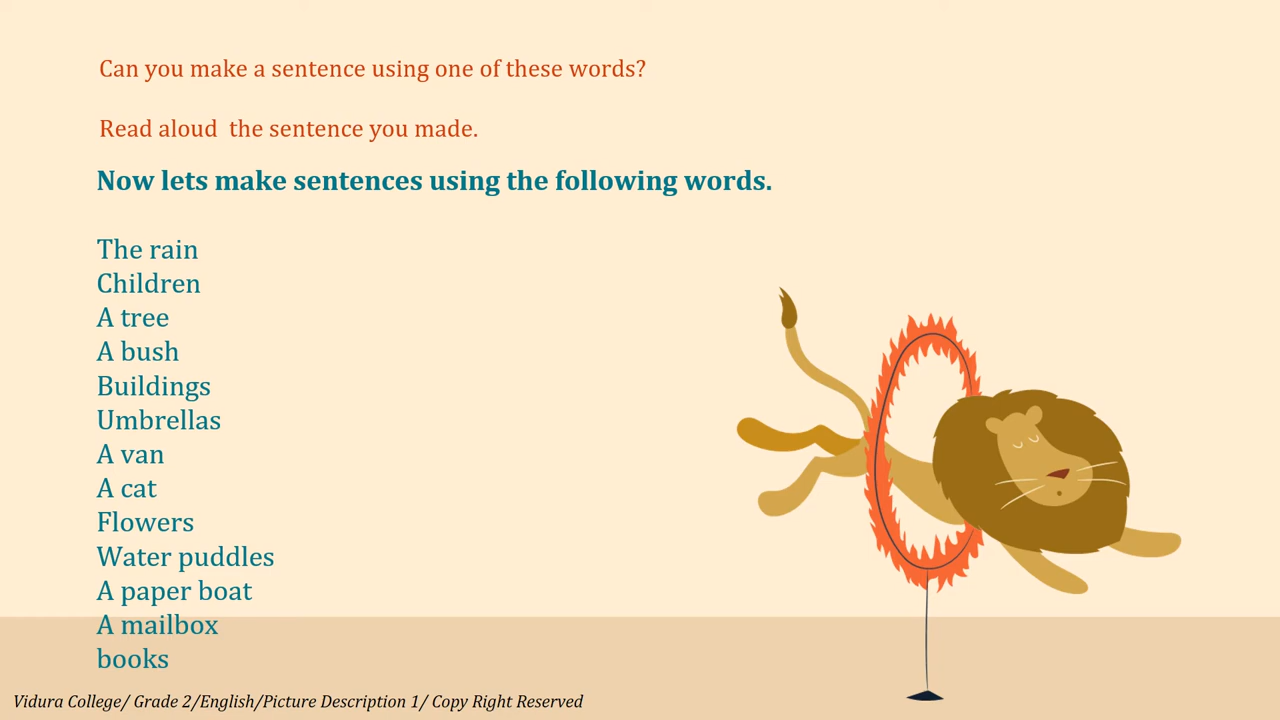 Can you make a sentence using one of these words?
Read aloud  the sentence you made.
Now lets make sentences using the following words.
The rain
Children
A tree
A bush
Buildings
Umbrellas
A van
A cat
Flowers
Water puddles
A paper boat
A mailbox
books
Vidura College/ Grade 2/English/Picture Description 1/ Copy Right Reserved